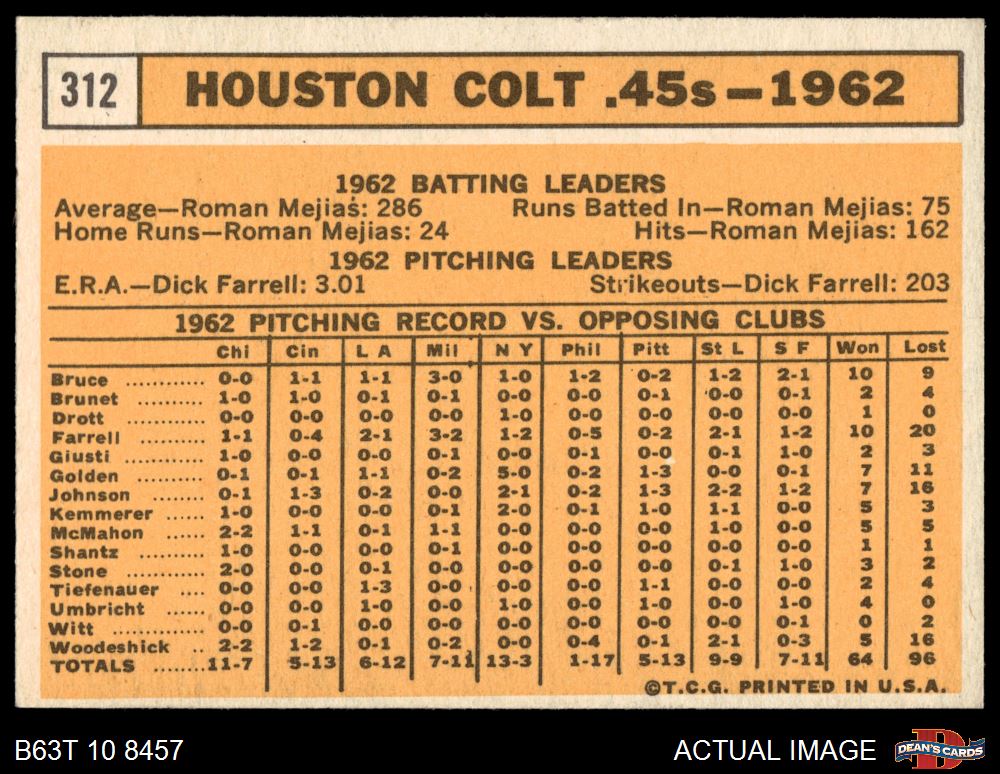 312 HOUSTON COLT .45s—1962
1962 BATTING LEADERS
Average—Roman Mejias: 286 Runs Batted In—Roman Mejias: 75
Home Runs—Roman Mejias: 24 Hits—Roman Mejias: 162
1962 PITCHING LEADERS
E.R.A.—Dick Farrell: 3.01 Strikeouts—Dick Farrell: 203
1962 PITCHING RECORD VS. OPPOSING CLUBS
Chi Cin L A Mil N Y Phil Pitt St L S F Won Lost
Bruce ............ 0-0 1-1 1-1 3-0 1-0 1-2 0-2 1-2 2-1 10 9
Brunet .......... 1-0 1-0 0-1 0-1 0-0 0-0 0-1 0-0 0-1 2 4
Drott ............ 0-0 0-0 0-0 0-0 1-0 0-0 0-0 0-0 0-0 1 0
Farrell .......... 1-1 0-4 2-1 3-2 1-2 0-5 0-2 2-1 1-2 10 20
Giusti ............ 1-0 0-0 0-0 0-1 0-0 0-1 0-0 0-1 1-0 2 3
Golden .......... 0-1 0-1 1-1 0-2 5-0 0-2 1-3 0-0 0-1 7 11
Johnson ........ 0-1 1-3 0-2 0-0 2-1 0-2 1-3 2-2 1-2 7 16
Kemmerer ...... 1-0 0-0 0-0 0-1 2-0 0-1 1-0 1-1 0-0 5 3
McMahon ...... 2-2 1-1 0-1 1-1 0-0 0-0 0-0 1-0 0-0 5 5
Shantz .......... 1-0 0-0 0-0 0-1 0-0 0-0 0-0 0-0 0-0 1 1
Stone ............ 2-0 0-0 0-1 0-0 0-0 0-0 0-0 0-1 1-0 3 2
Tiefenauer .... 0-0 0-0 1-3 0-0 0-0 0-0 1-1 0-0 0-0 2 4
Umbricht ...... 0-0 0-0 1-0 0-0 1-0 0-0 1-0 0-0 1-0 4 0
Witt .............. 0-0 0-1 0-0 0-0 0-0 0-0 0-0 0-0 0-1 0 2
Woodeshick .. 2-2 1-2 0-1 0-2 0-0 0-4 0-1 2-1 0-3 5 16
TOTALS ........11-7 5-13 6-12 7-11 13-3 1-17 5-13 9-9 7-11 64 96
©T.C.G. PRINTED IN U.S.A.
B63T 10 8457 ACTUAL IMAGE DEAN'S CARDS